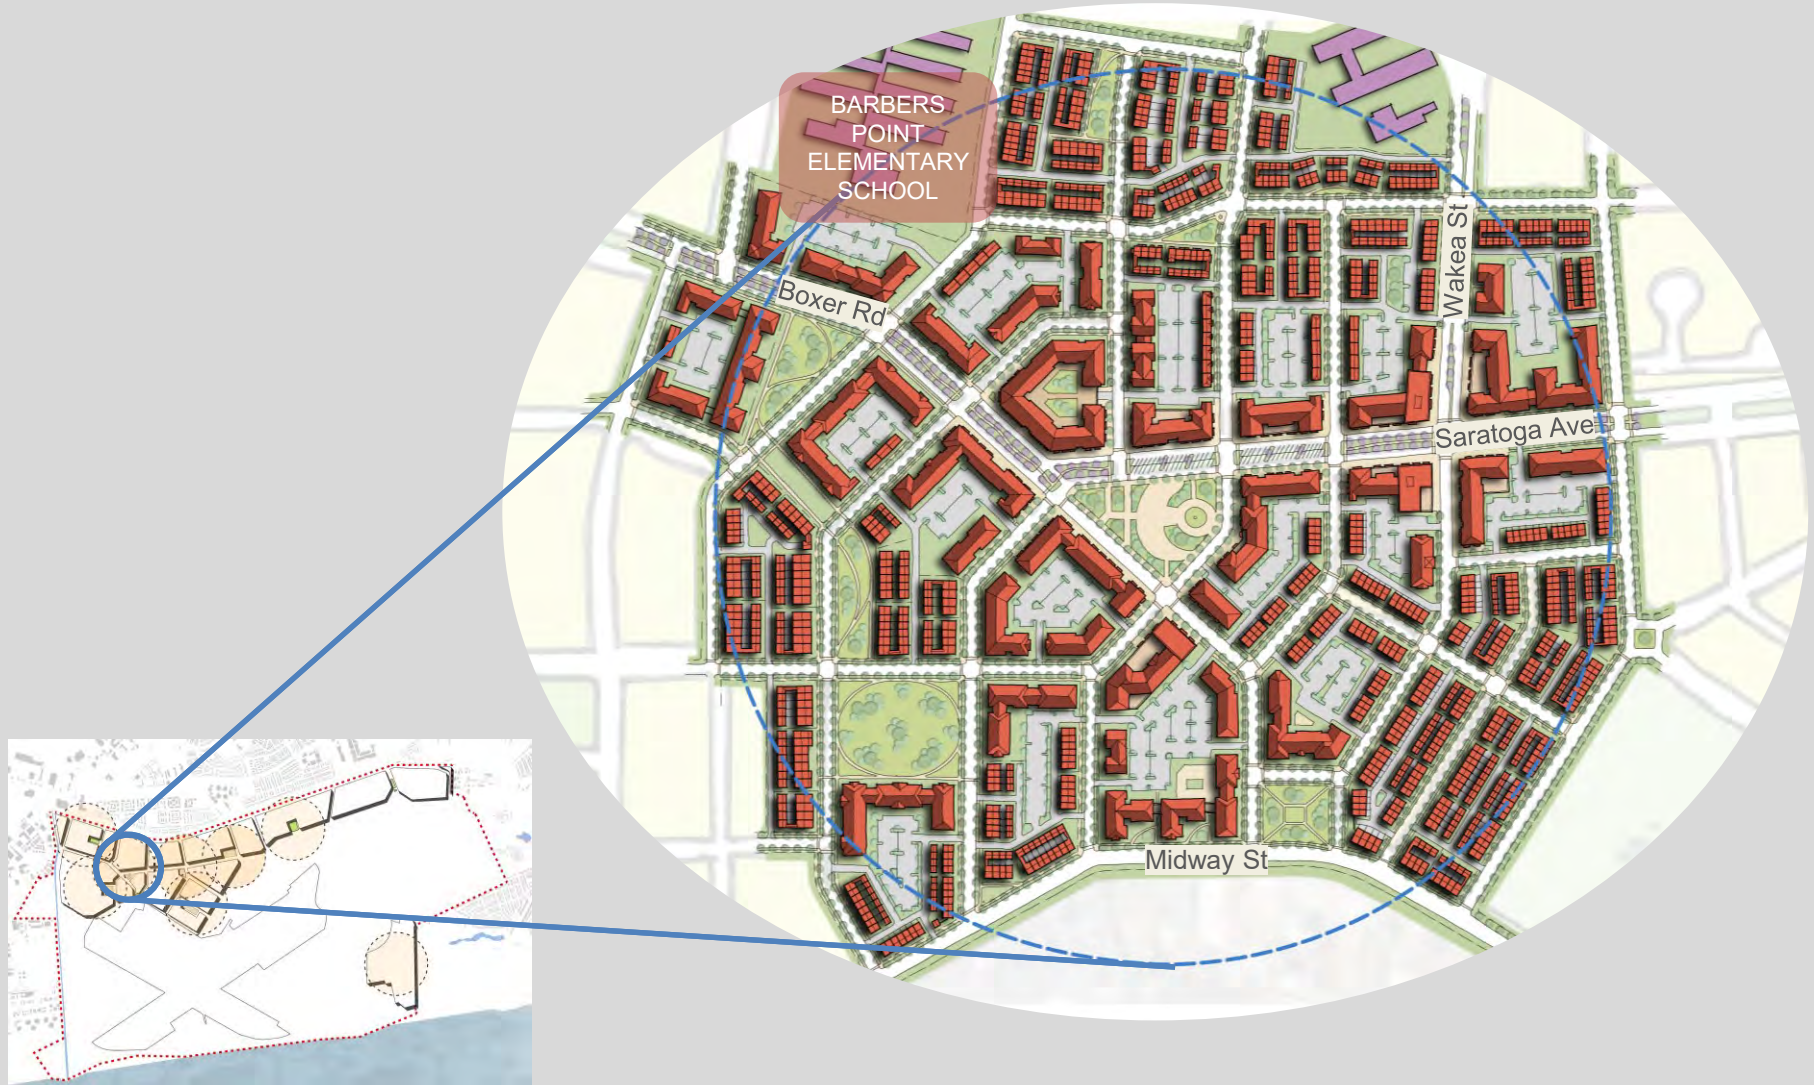 BARBERS
POINT
ELEMENTARY
SCHOOL
Wakea St
Boxer Rd
Saratoga Ave
Midway St